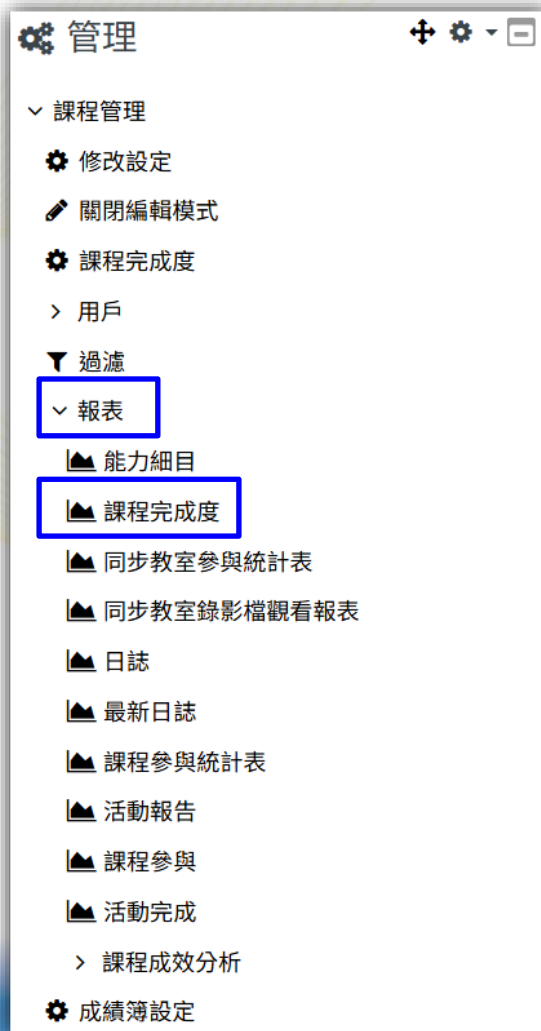 管理
課程管理
修改設定
關閉編輯模式
課程完成度
用戶
過濾
報表
能力細目
課程完成度
同步教室參與統計表
同步教室錄影檔觀看報表
日誌
最新日誌
課程參與統計表
活動報告
課程參與
活動完成
課程成效分析
成績簿設定